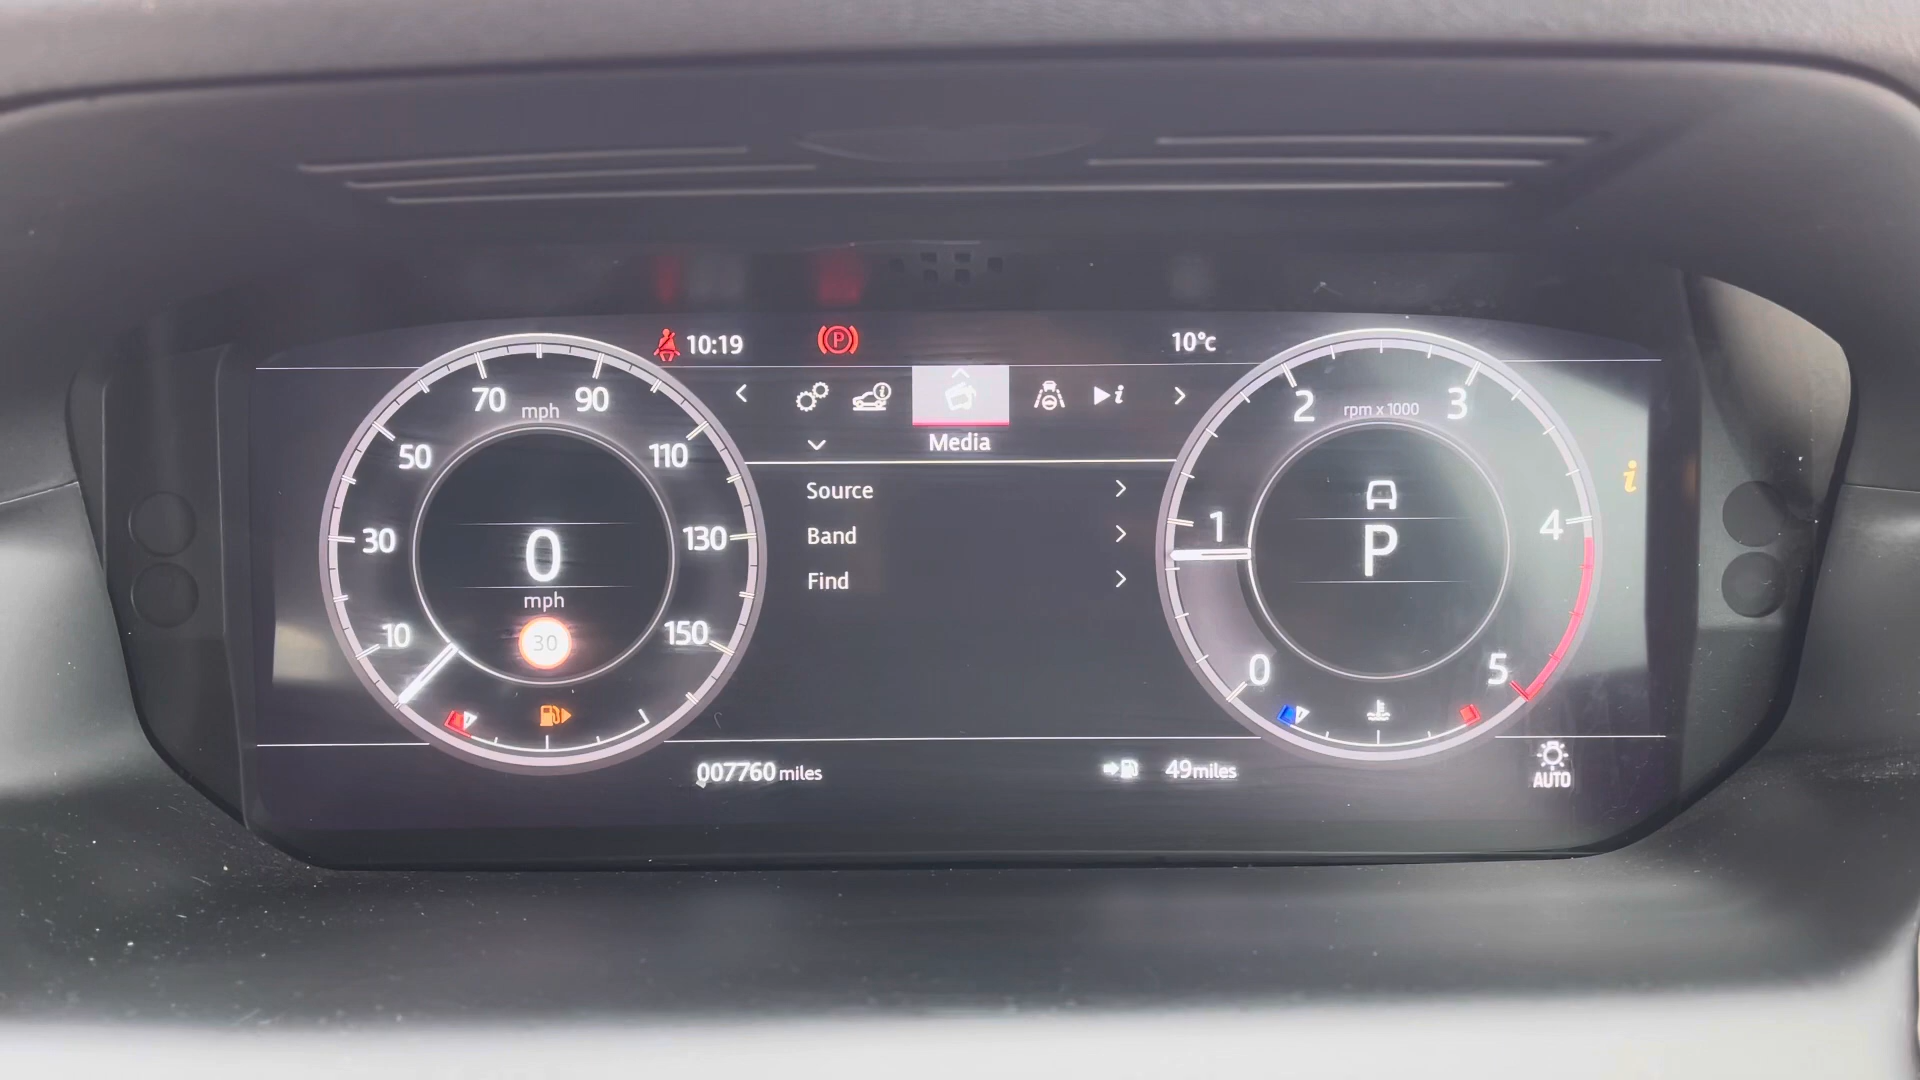 10:19
P
10°c
70 mph 90
50
110
30
130
10
150
0
mph
30
i
Media
Source
Band
Find
2 rpm x 1000 3
1
4
0
5
P
i
007760 miles
49miles
AUTO